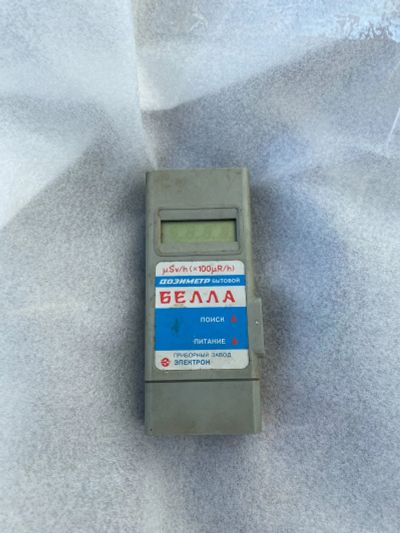 μSv/h (×100μR/h)
ДОЗИМЕТР БЫТОВОЙ
БЕЛЛА
ПОИСК
ПИТАНИЕ
ПРИБОРНЫЙ ЗАВОД
ЭЛЕКТРОН